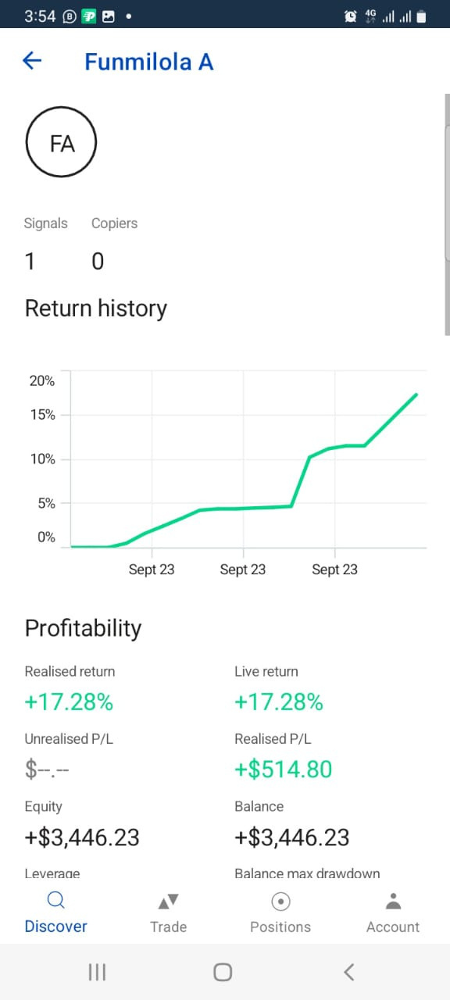 3:54
4G
Funmilola A
FA
Signals Copiers
1 0
Return history
20%
15%
10%
5%
0%
Sept 23 Sept 23 Sept 23
Profitability
Realised return Live return
+17.28% +17.28%
Unrealised P/L Realised P/L
$--.-- +$514.80
Equity Balance
+$3,446.23 +$3,446.23
Leverage Balance max drawdown
Discover Trade Positions Account